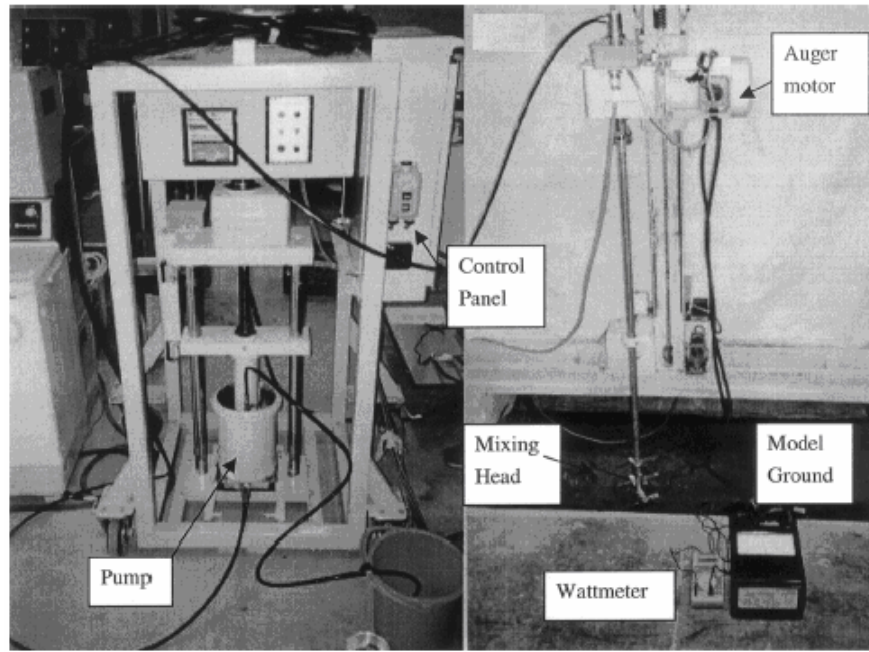 Auger
motor
Control
Panel
Mixing
Head
Model
Ground
Pump
Wattmeter